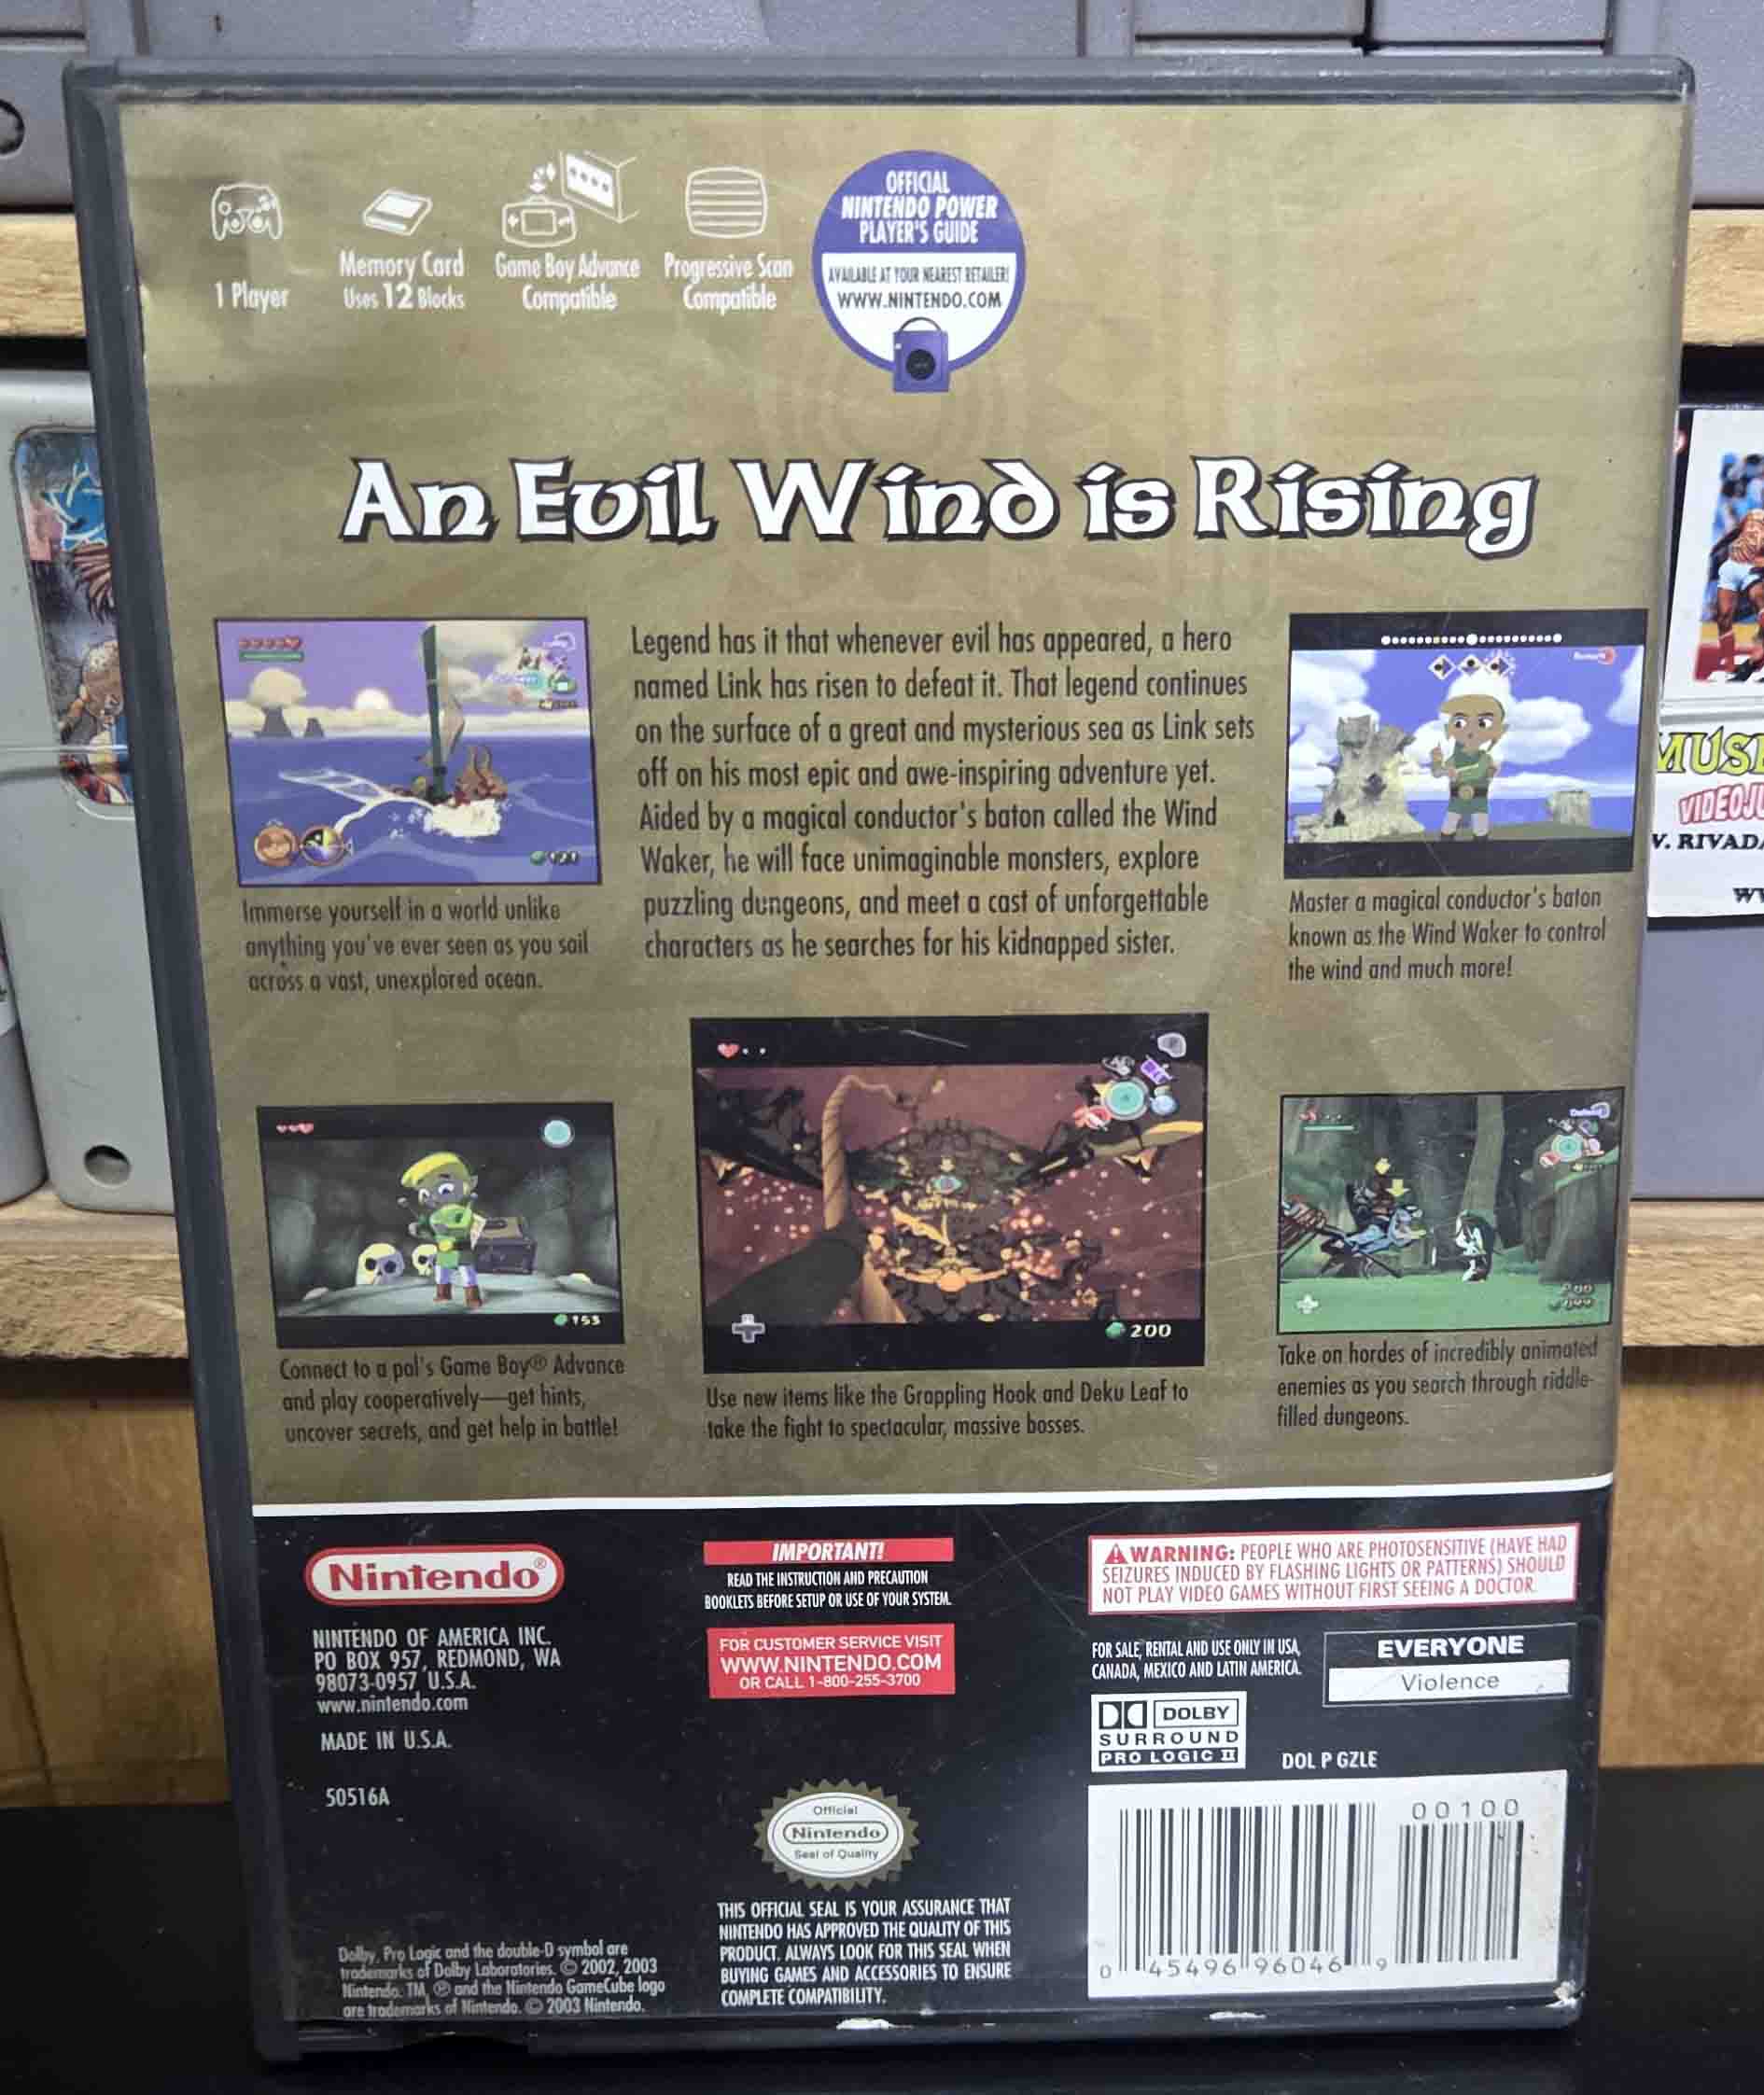 1 Player
Memory Card
Uses 12 Blocks
Game Boy Advance
Compatible
Progressive Scan
Compatible
OFFICIAL
NINTENDO POWER
PLAYER'S GUIDE
AVAILABLE AT YOUR NEAREST RETAILER!
WWW.NINTENDO.COM
An Evil Wind is Rising
Legend has it that whenever evil has appeared, a hero
named Link has risen to defeat it. That legend continues
on the surface of a great and mysterious sea as Link sets
off on his most epic and awe-inspiring adventure yet.
Aided by a magical conductor's baton called the Wind
Waker, he will face unimaginable monsters, explore
puzzling dungeons, and meet a cast of unforgettable
characters as he searches for his kidnapped sister.
Immerse yourself in a world unlike
anything you've ever seen as you sail
across a vast, unexplored ocean.
Master a magical conductor's baton
known as the Wind Waker to control
the wind and much more!
153
Connect to a pal's Game Boy® Advance
and play cooperatively—get hints,
uncover secrets, and get help in battle!
200
Use new items like the Grappling Hook and Deku Leaf to
take the fight to spectacular, massive bosses.
Take on hordes of incredibly animated
enemies as you search through riddle-
filled dungeons.
Nintendo®
NINTENDO OF AMERICA INC.
PO BOX 957, REDMOND, WA
98073-0957 U.S.A.
www.nintendo.com
MADE IN U.S.A.
50516A
Dolby, Pro Logic and the double-D symbol are
trademarks of Dolby Laboratories. © 2002, 2003
Nintendo. TM, ® and the Nintendo GameCube logo
are trademarks of Nintendo. © 2003 Nintendo.
IMPORTANT!
READ THE INSTRUCTION AND PRECAUTION
BOOKLETS BEFORE SETUP OR USE OF YOUR SYSTEM.
FOR CUSTOMER SERVICE VISIT
WWW.NINTENDO.COM
OR CALL 1-800-255-3700
Official
Nintendo
Seal of Quality
THIS OFFICIAL SEAL IS YOUR ASSURANCE THAT
NINTENDO HAS APPROVED THE QUALITY OF THIS
PRODUCT. ALWAYS LOOK FOR THIS SEAL WHEN
BUYING GAMES AND ACCESSORIES TO ENSURE
COMPLETE COMPATIBILITY.
WARNING: PEOPLE WHO ARE PHOTOSENSITIVE (HAVE HAD
SEIZURES INDUCED BY FLASHING LIGHTS OR PATTERNS) SHOULD
NOT PLAY VIDEO GAMES WITHOUT FIRST SEEING A DOCTOR.
FOR SALE, RENTAL AND USE ONLY IN USA,
CANADA, MEXICO AND LATIN AMERICA.
EVERYONE
Violence
DOLBY
SURROUND
PRO LOGIC II
DOL P GZLE
00100
0 45496 96046 9